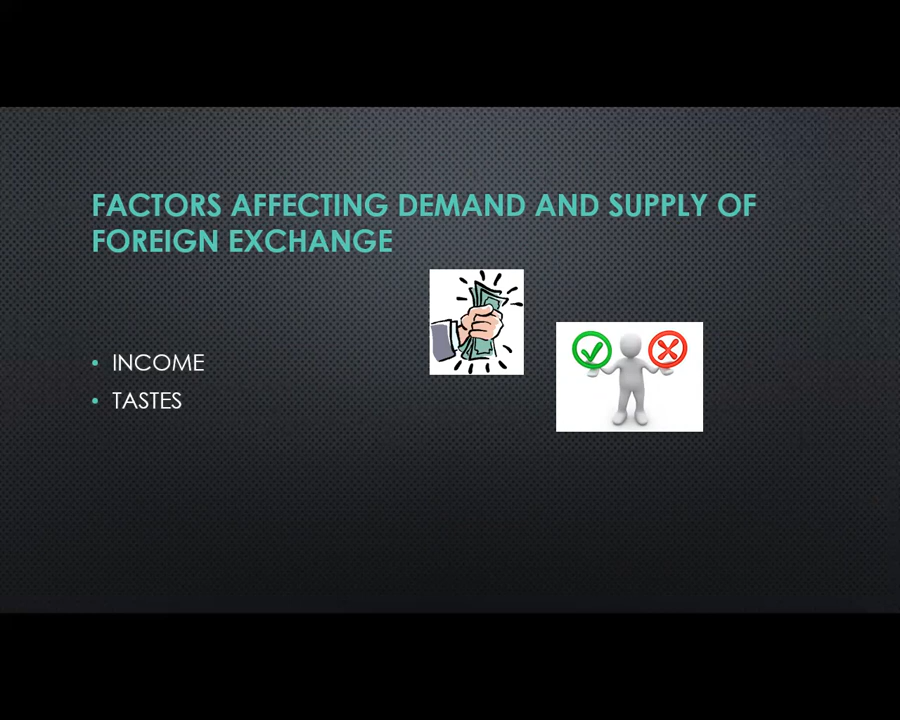 FACTORS AFFECTING DEMAND AND SUPPLY OF
FOREIGN EXCHANGE
• INCOME
• TASTES